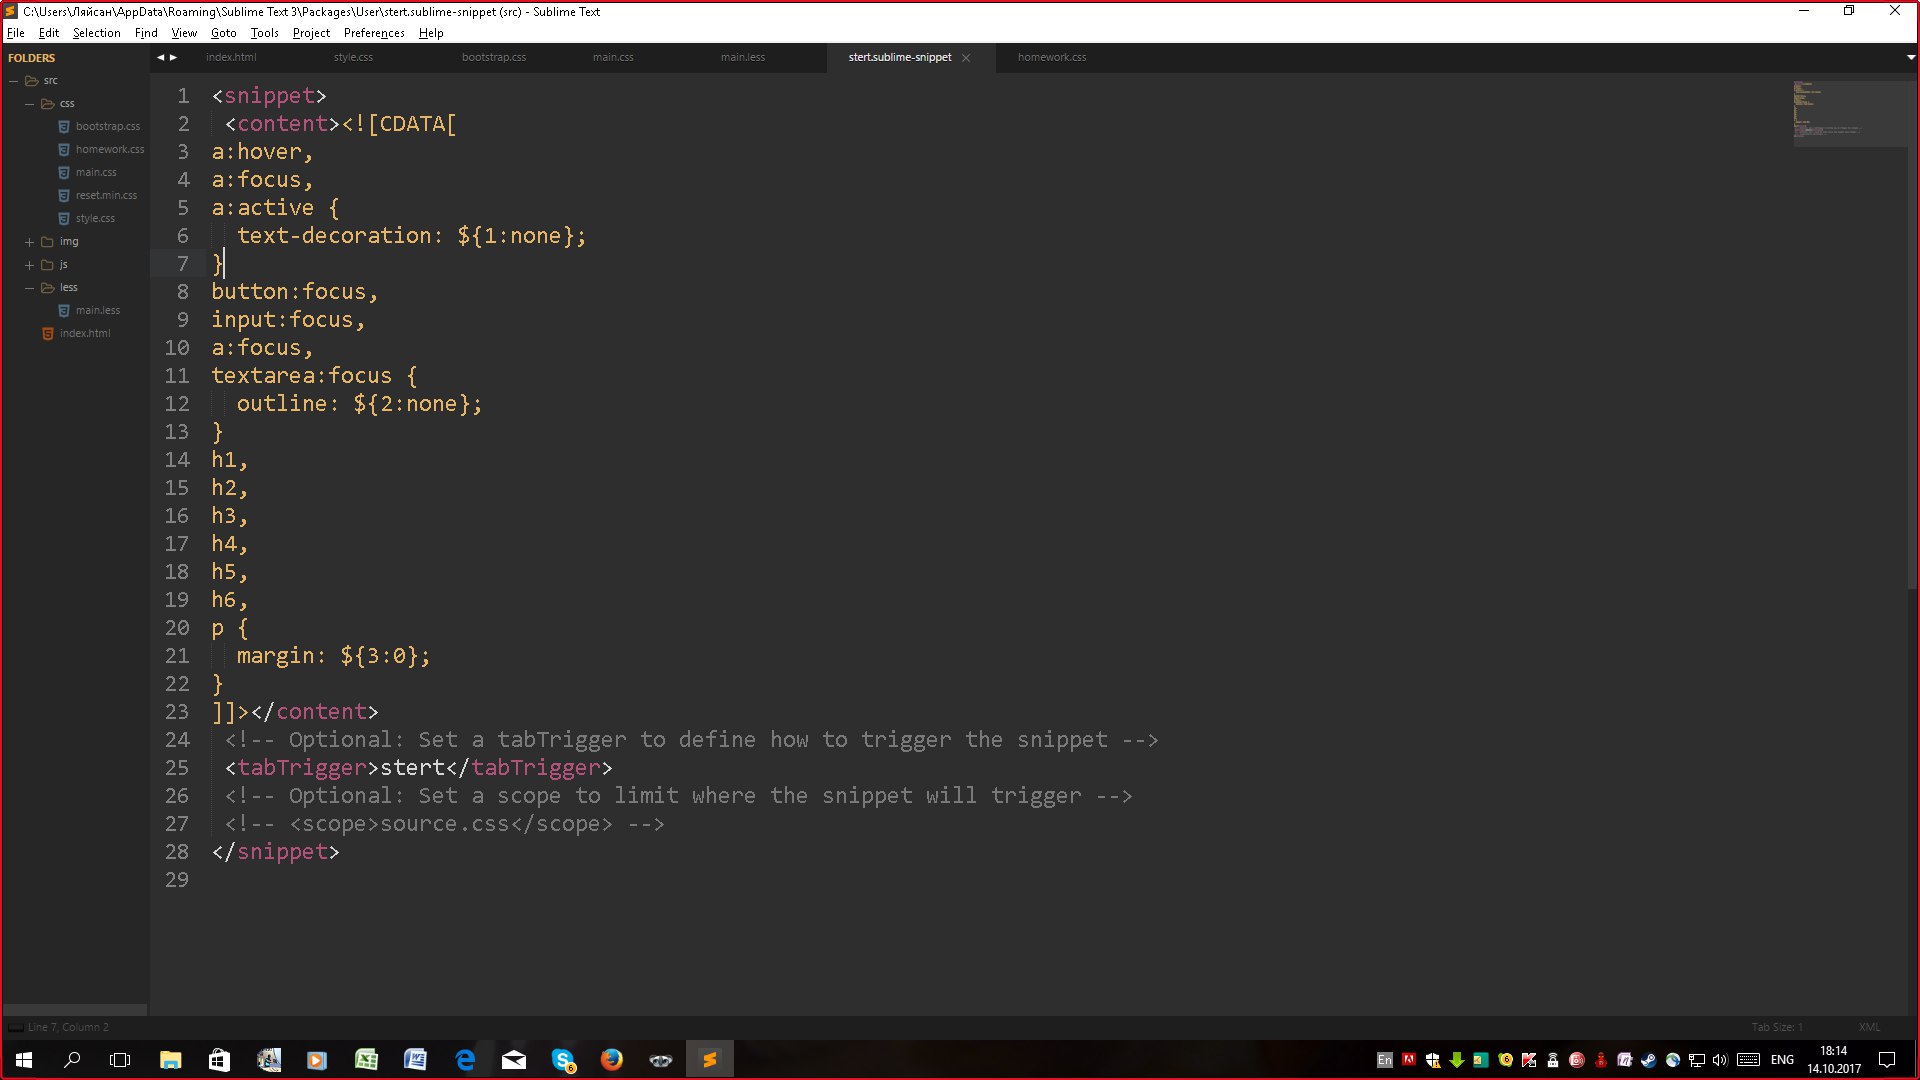 C:\Users\Ляйсан\AppData\Roaming\Sublime Text 3\Packages\User\stert.sublime-snippet (src) - Sublime Text
File Edit Selection Find View Goto Tools Project Preferences Help
FOLDERS
src
css
bootstrap.css
homework.css
main.css
reset.min.css
style.css
img
js
less
main.less
index.html
index.html style.css bootstrap.css main.css main.less stert.sublime-snippet homework.css
1 <snippet>
2 <content><![CDATA[
3 a:hover,
4 a:focus,
5 a:active {
6 text-decoration: ${1:none};
7 }
8 button:focus,
9 input:focus,
10 a:focus,
11 textarea:focus {
12 outline: ${2:none};
13 }
14 h1,
15 h2,
16 h3,
17 h4,
18 h5,
19 h6,
20 p {
21 margin: ${3:0};
22 }
23 ]]></content>
24 <!-- Optional: Set a tabTrigger to define how to trigger the snippet -->
25 <tabTrigger>stert</tabTrigger>
26 <!-- Optional: Set a scope to limit where the snippet will trigger -->
27 <!-- <scope>source.css</scope> -->
28 </snippet>
29
Line 7, Column 2 Tab Size: 1 XML
En ENG 18:14
14.10.2017